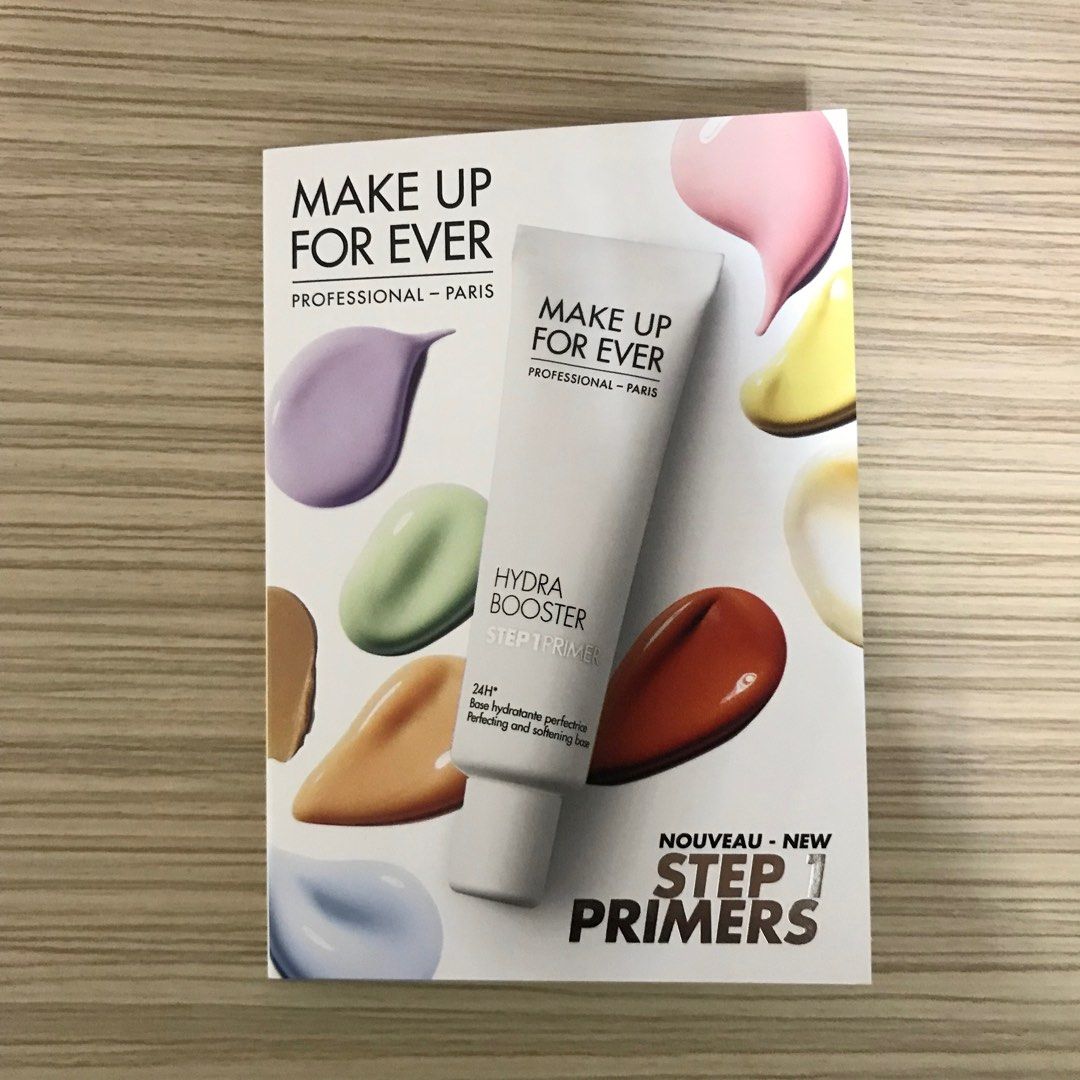 MAKE UP
FOR EVER
PROFESSIONAL – PARIS
MAKE UP
FOR EVER
PROFESSIONAL – PARIS
HYDRA
BOOSTER
STEP 1 PRIMER
24H*
Base hydratante perfectrice
Perfecting and softening base
NOUVEAU - NEW
STEP 1
PRIMERS